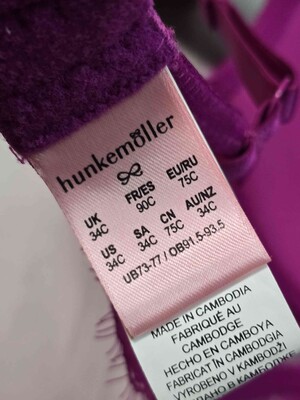 hunkemöller
UK FR/ES EU/RU
34C 90C 75C
US SA CN AU/NZ
34C 34C 75C 34C
UB73-77 / OB91.5-93.5
MADE IN CAMBODIA
FABRIQUÉ AU
CAMBODGE
HECHO EN CAMBOYA
FABRICAT ÎN CAMBODGIA
VYROBENO V KAMBODŽI